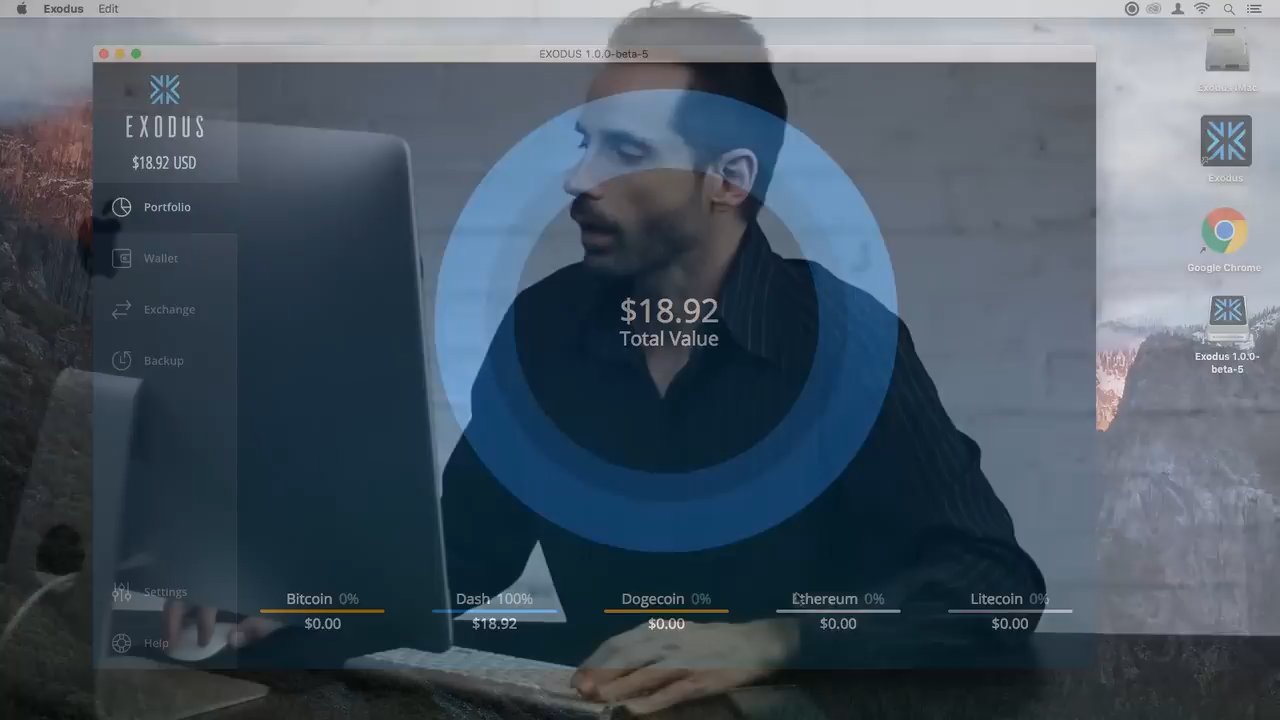 Exodus Edit
EXODUS 1.0.0-beta-5
EXODUS
$18.92 USD
Portfolio
Wallet
Exchange
Backup
Settings
Help
$18.92
Total Value
Bitcoin 0%
$0.00
Dash 100%
$18.92
Dogecoin 0%
$0.00
Ethereum 0%
$0.00
Litecoin 0%
$0.00
Exodus iMac
Exodus
Google Chrome
Exodus 1.0.0-
beta-5